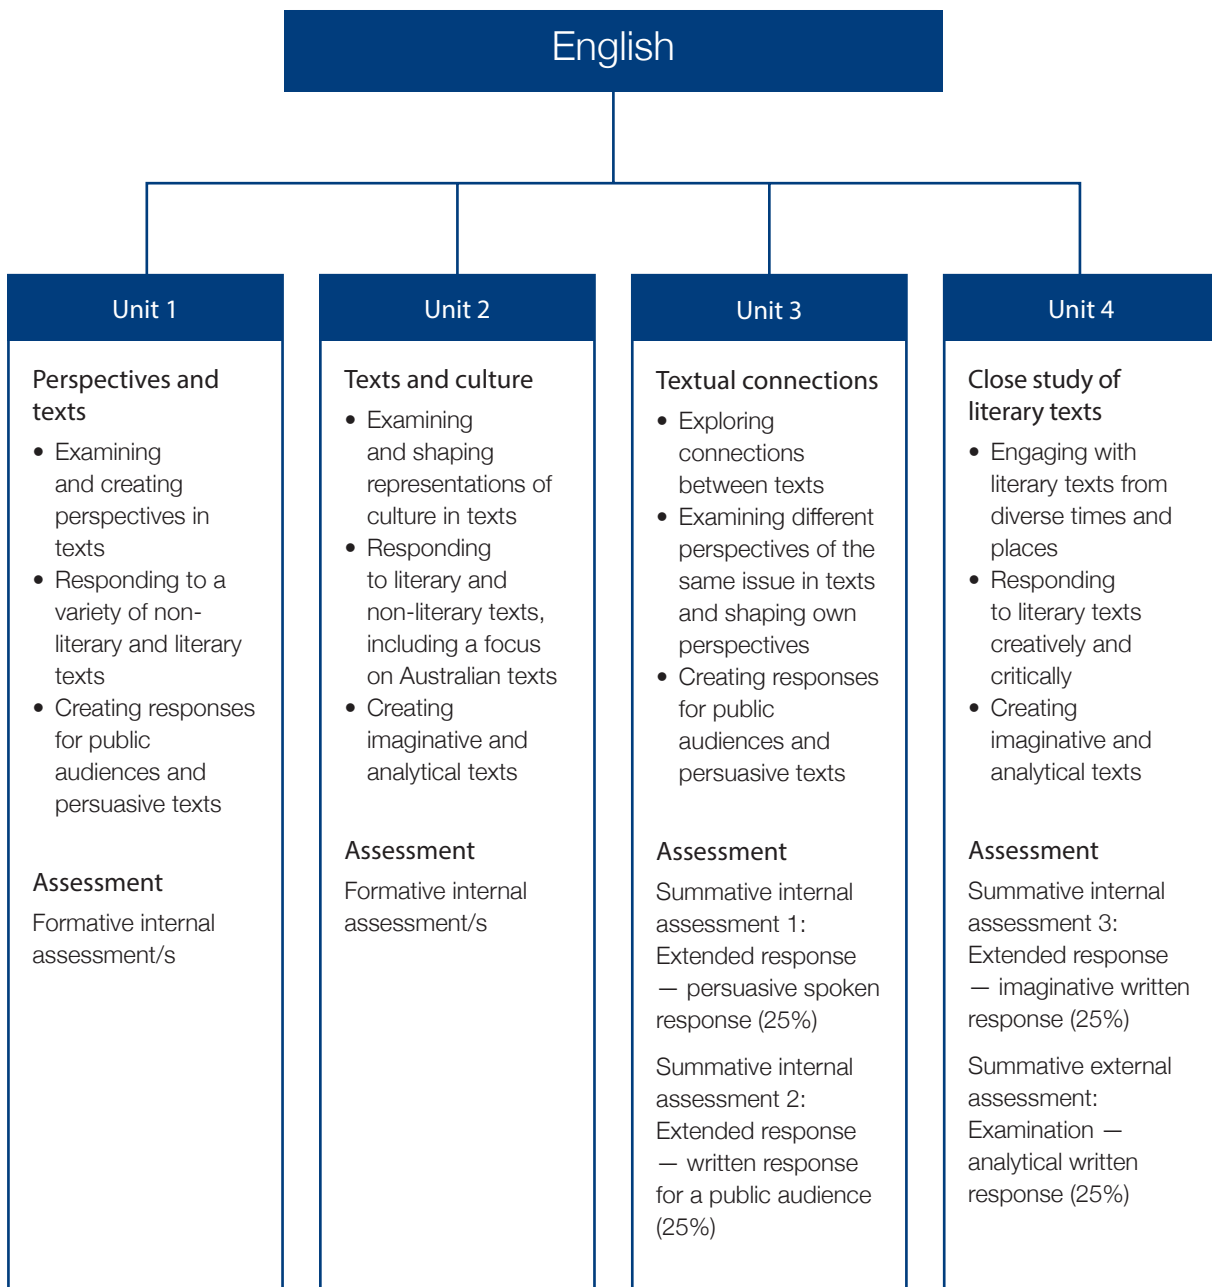 English
Unit 1
Perspectives and
texts
• Examining
and creating
perspectives in
texts
• Responding to a
variety of non-
literary and literary
texts
• Creating responses
for public
audiences and
persuasive texts
Assessment
Formative internal
assessment/s
Unit 2
Texts and culture
• Examining
and shaping
representations of
culture in texts
• Responding
to literary and
non-literary texts,
including a focus
on Australian texts
• Creating
imaginative and
analytical texts
Assessment
Formative internal
assessment/s
Unit 3
Textual connections
• Exploring
connections
between texts
• Examining different
perspectives of the
same issue in texts
and shaping own
perspectives
• Creating responses
for public
audiences and
persuasive texts
Assessment
Summative internal
assessment 1:
Extended response
— persuasive spoken
response (25%)
Summative internal
assessment 2:
Extended response
— written response
for a public audience
(25%)
Unit 4
Close study of
literary texts
• Engaging with
literary texts from
diverse times and
places
• Responding
to literary texts
creatively and
critically
• Creating
imaginative and
analytical texts
Assessment
Summative internal
assessment 3:
Extended response
— imaginative written
response (25%)
Summative external
assessment:
Examination —
analytical written
response (25%)